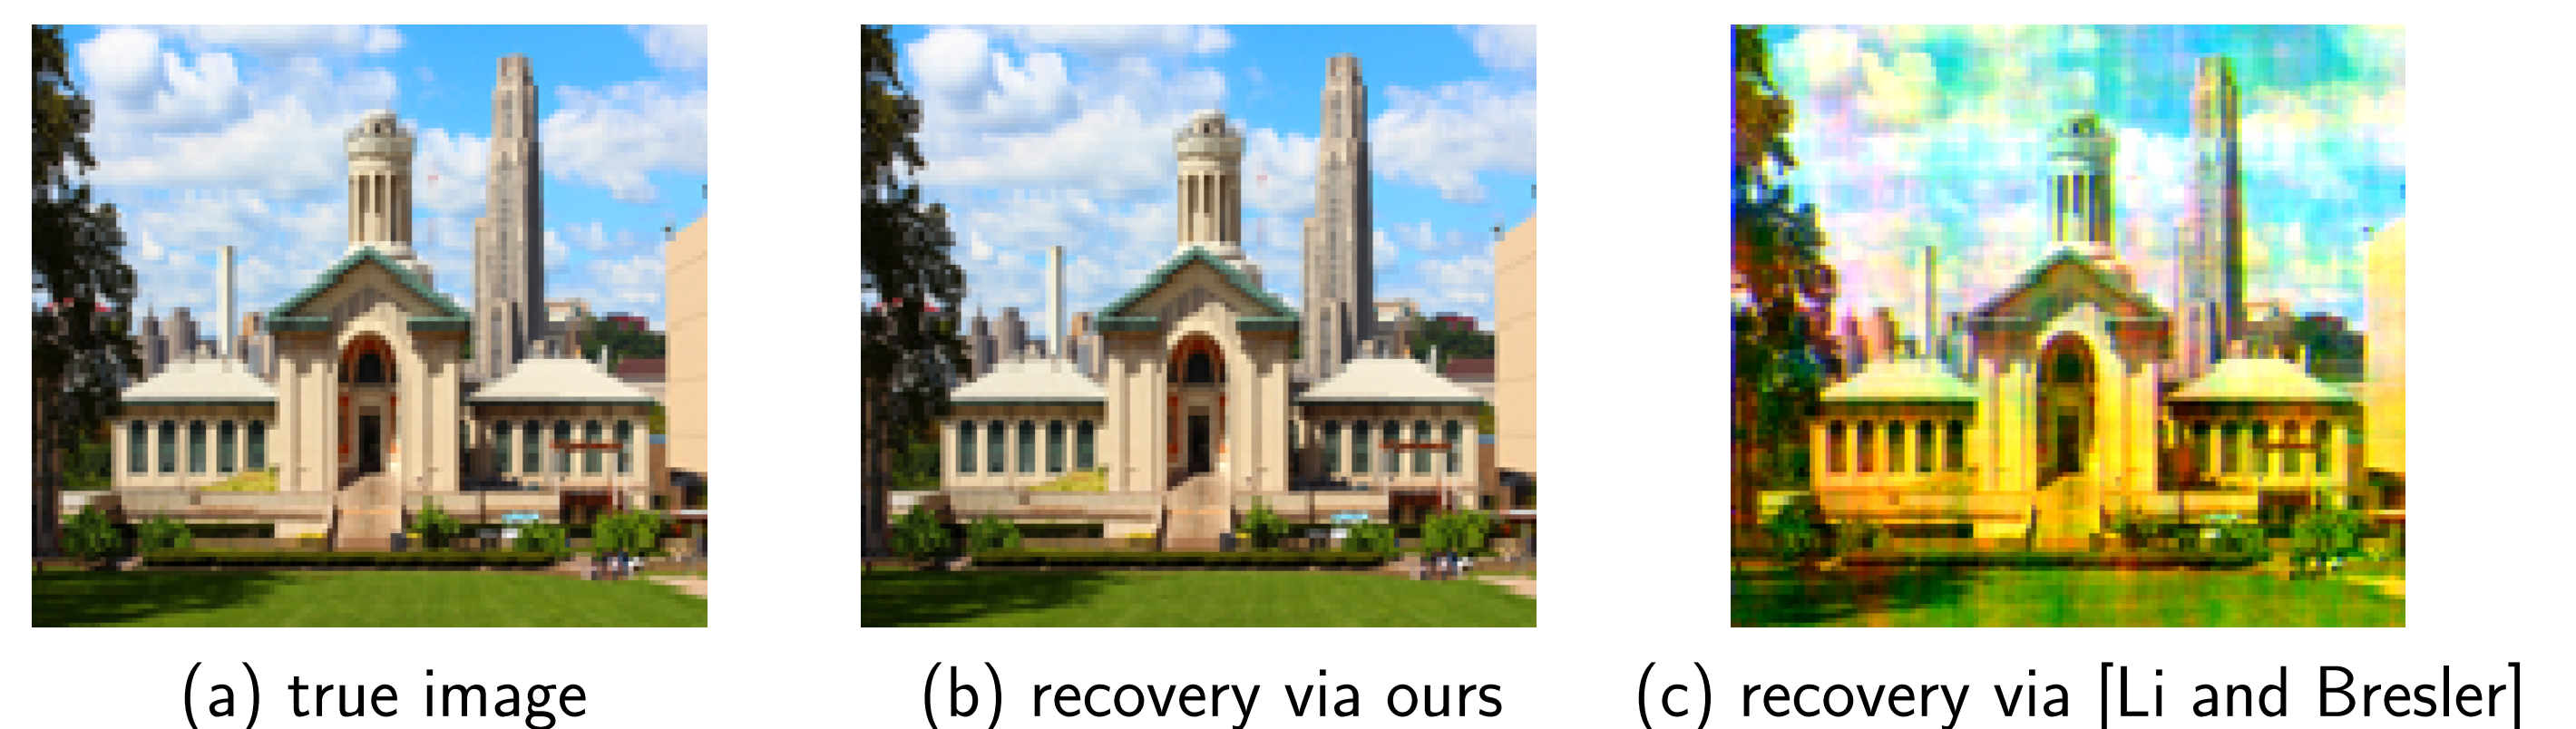 (a) true image
(b) recovery via ours
(c) recovery via [Li and Bresler]